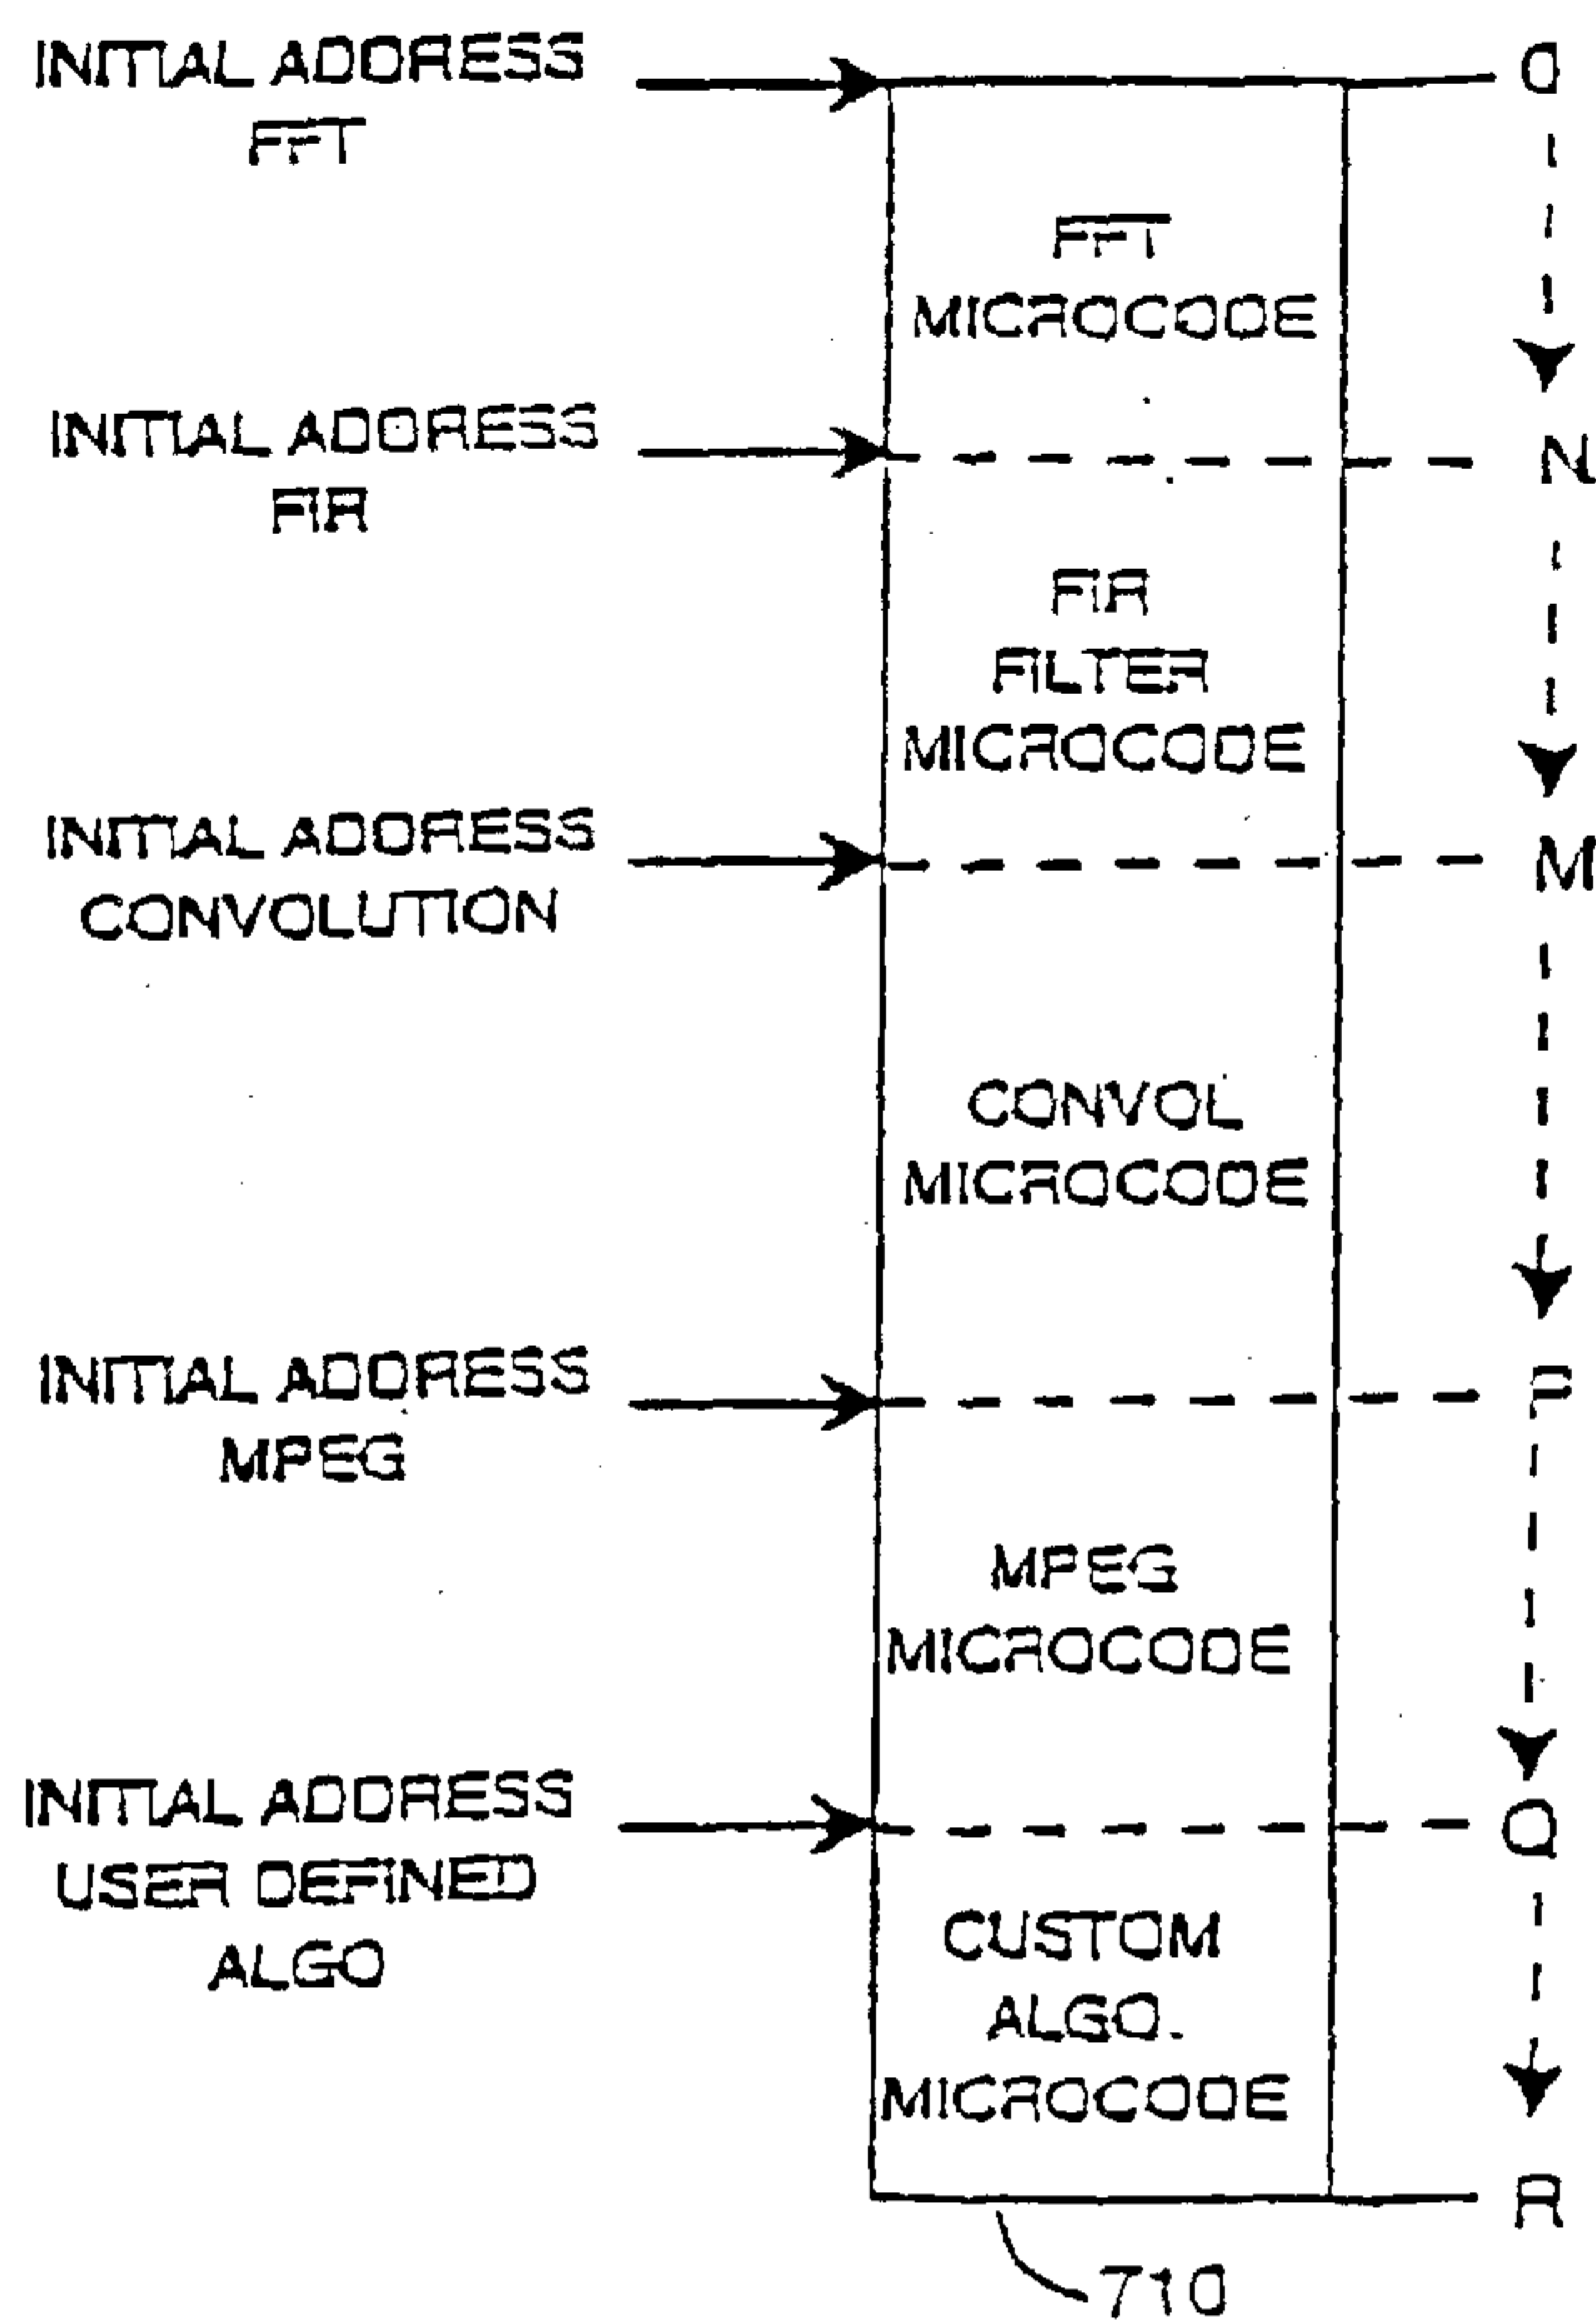 INITIAL ADDRESS
FFT
0
FFT
MICROCODE
INITIAL ADDRESS
FIR
N
FIR
FILTER
MICROCODE
INITIAL ADDRESS
CONVOLUTION
M
CONVOL
MICROCODE
INITIAL ADDRESS
MPEG
P
MPEG
MICROCODE
INITIAL ADDRESS
USER DEFINED
ALGO
Q
CUSTOM
ALGO.
MICROCODE
R
710